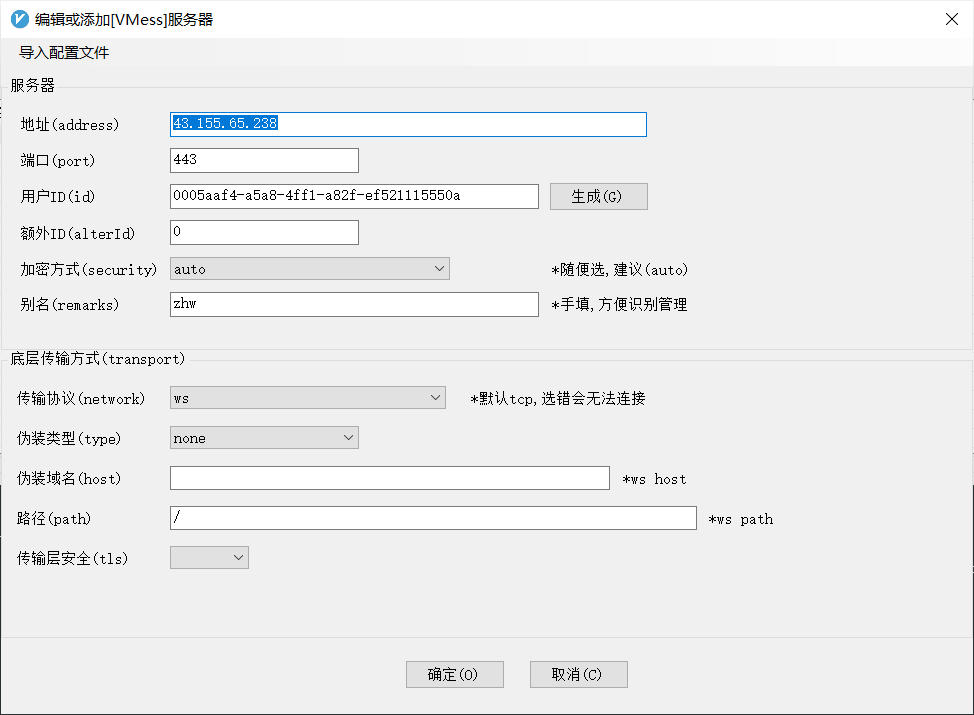 编辑或添加[VMess]服务器
导入配置文件
服务器
地址(address) 43.155.65.238
端口(port) 443
用户ID(id) 0005aaf4-a5a8-4ff1-a82f-ef521115550a 生成(G)
额外ID(alterId) 0
加密方式(security) auto *随便选,建议(auto)
别名(remarks) zhw *手填,方便识别管理
底层传输方式(transport)
传输协议(network) ws *默认tcp,选错会无法连接
伪装类型(type) none
伪装域名(host) *ws host
路径(path) / *ws path
传输层安全(tls)
确定(O) 取消(C)